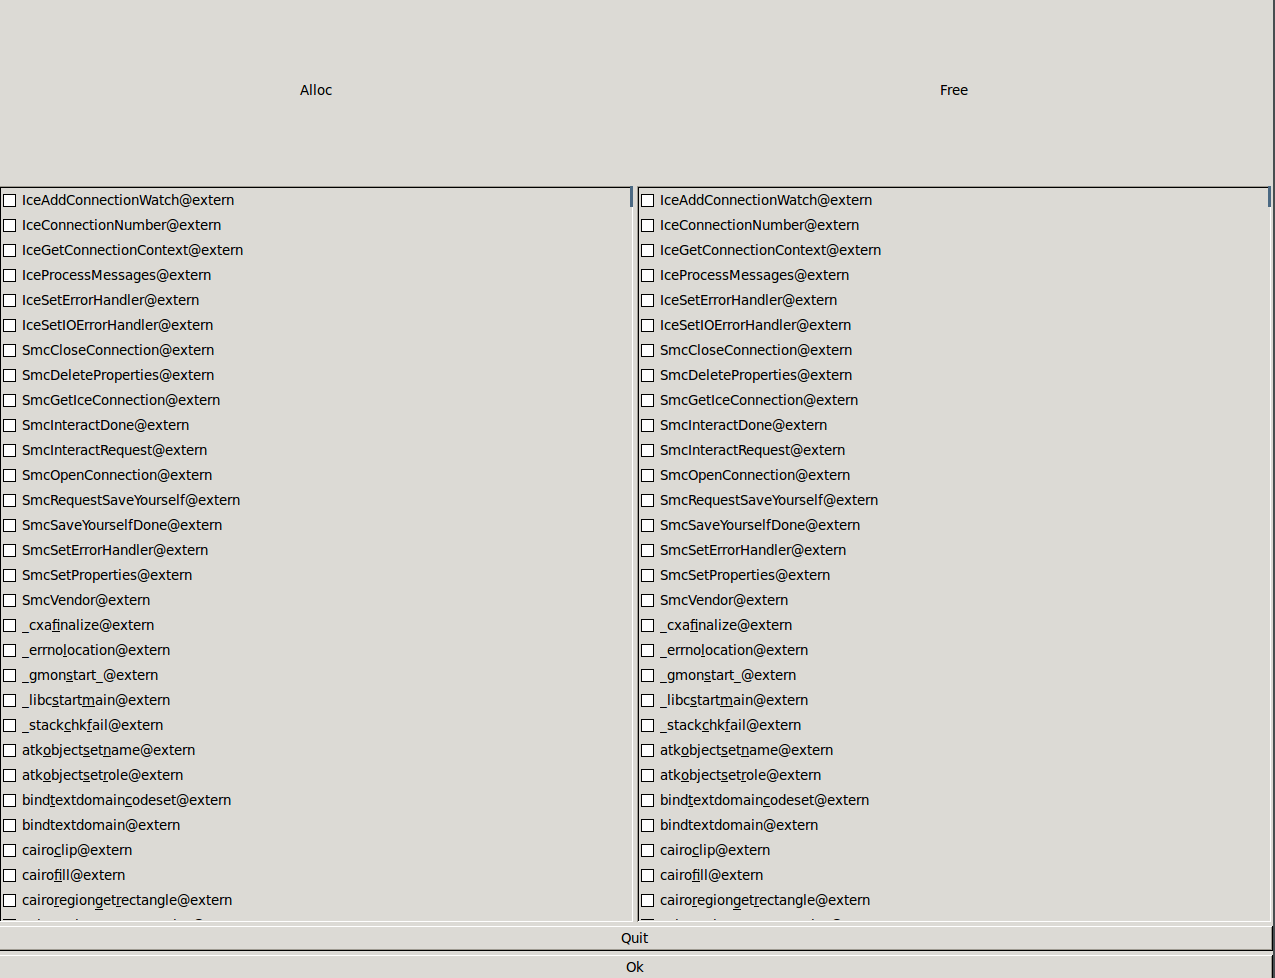 Alloc
Free
IceAddConnectionWatch@extern
IceConnectionNumber@extern
IceGetConnectionContext@extern
IceProcessMessages@extern
IceSetErrorHandler@extern
IceSetIOErrorHandler@extern
SmcCloseConnection@extern
SmcDeleteProperties@extern
SmcGetIceConnection@extern
SmcInteractDone@extern
SmcInteractRequest@extern
SmcOpenConnection@extern
SmcRequestSaveYourself@extern
SmcSaveYourselfDone@extern
SmcSetErrorHandler@extern
SmcSetProperties@extern
SmcVendor@extern
_cxafinalize@extern
_errnolocation@extern
_gmonstart_@extern
_libcstartmain@extern
_stackchkfail@extern
atkobjectsetname@extern
atkobjectsetrole@extern
bindtextdomaincodeset@extern
bindtextdomain@extern
cairoclip@extern
cairofill@extern
cairoregiongetrectangle@extern
IceAddConnectionWatch@extern
IceConnectionNumber@extern
IceGetConnectionContext@extern
IceProcessMessages@extern
IceSetErrorHandler@extern
IceSetIOErrorHandler@extern
SmcCloseConnection@extern
SmcDeleteProperties@extern
SmcGetIceConnection@extern
SmcInteractDone@extern
SmcInteractRequest@extern
SmcOpenConnection@extern
SmcRequestSaveYourself@extern
SmcSaveYourselfDone@extern
SmcSetErrorHandler@extern
SmcSetProperties@extern
SmcVendor@extern
_cxafinalize@extern
_errnolocation@extern
_gmonstart_@extern
_libcstartmain@extern
_stackchkfail@extern
atkobjectsetname@extern
atkobjectsetrole@extern
bindtextdomaincodeset@extern
bindtextdomain@extern
cairoclip@extern
cairofill@extern
cairoregiongetrectangle@extern
Quit
Ok